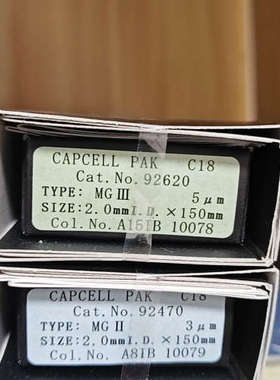 CAPCELL PAK C18
Cat.No.92620
TYPE: MG Ⅲ 5μm
SIZE:2.0mmI.D.×150mm
Col.No.A15IB 10078
CAPCELL PAK C18
Cat.No.92470
TYPE: MG Ⅱ 3μm
SIZE:2.0mmI.D.×150mm
Col.No.A8IB 10079